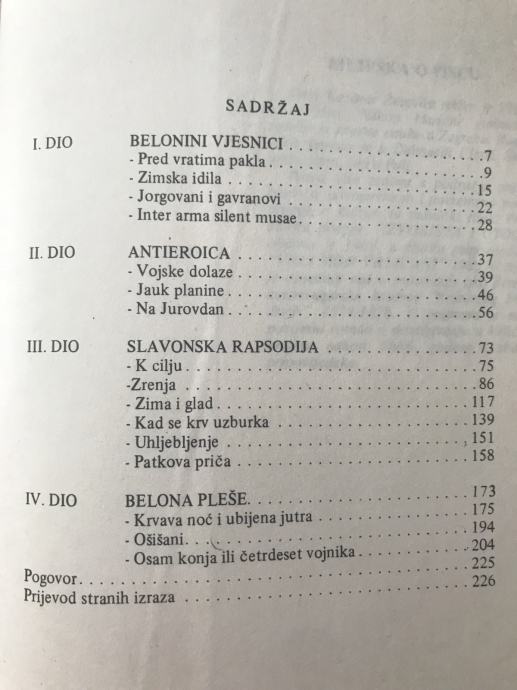 SADRŽAJ
I. DIO BELONINI VJESNICI . . . . . . . . . . . . . . . . . . . . 7
- Pred vratima pakla. . . . . . . . . . . . . . . . . . . . . . 9
- Zimska idila . . . . . . . . . . . . . . . . . . . . . . . . . 15
- Jorgovani i gavranovi . . . . . . . . . . . . . . . . . . . 22
- Inter arma silent musae. . . . . . . . . . . . . . . . . . 28
II. DIO ANTIEROICA . . . . . . . . . . . . . . . . . . . . . . . . 37
- Vojske dolaze . . . . . . . . . . . . . . . . . . . . . . . . 39
- Jauk planine . . . . . . . . . . . . . . . . . . . . . . . . . 46
- Na Jurovdan . . . . . . . . . . . . . . . . . . . . . . . . . 56
III. DIO SLAVONSKA RAPSODIJA . . . . . . . . . . . . . . . 73
- K cilju . . . . . . . . . . . . . . . . . . . . . . . . . . . . . 75
-Zrenja . . . . . . . . . . . . . . . . . . . . . . . . . . . . . 86
- Zima i glad . . . . . . . . . . . . . . . . . . . . . . . . . 117
- Kad se krv uzburka . . . . . . . . . . . . . . . . . . . 139
- Uhljebljenje . . . . . . . . . . . . . . . . . . . . . . . . 151
- Patkova priča . . . . . . . . . . . . . . . . . . . . . . . 158
IV. DIO BELONA PLEŠE. . . . . . . . . . . . . . . . . . . . . . 173
- Krvava noć i ubijena jutra . . . . . . . . . . . . . . . 175
- Ošišani. . . . . . . . . . . . . . . . . . . . . . . . . . . . 194
- Osam konja ili četrdeset vojnika . . . . . . . . . . . 204
Pogovor. . . . . . . . . . . . . . . . . . . . . . . . . . . . . . . . . . 225
Prijevod stranih izraza . . . . . . . . . . . . . . . . . . . . . . . . 226